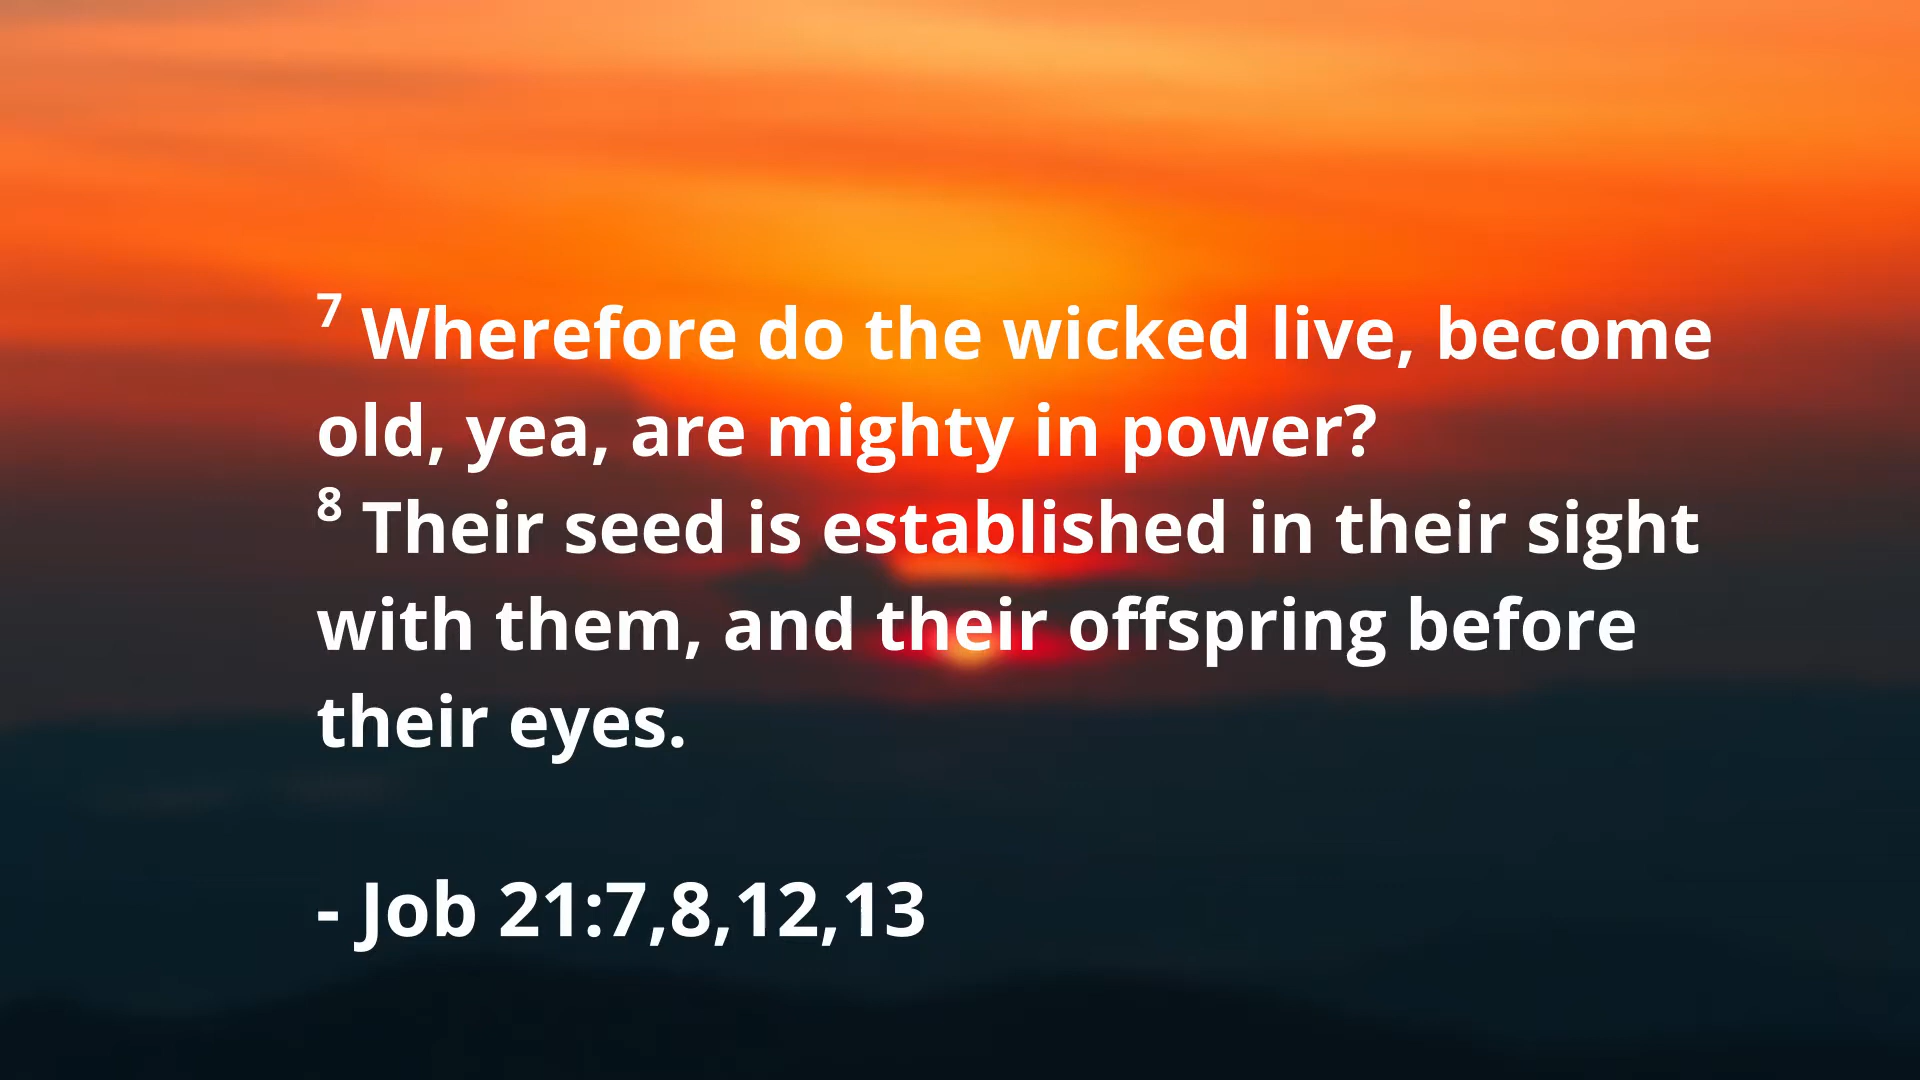 7 Wherefore do the wicked live, become
old, yea, are mighty in power?
8 Their seed is established in their sight
with them, and their offspring before
their eyes.
- Job 21:7,8,12,13